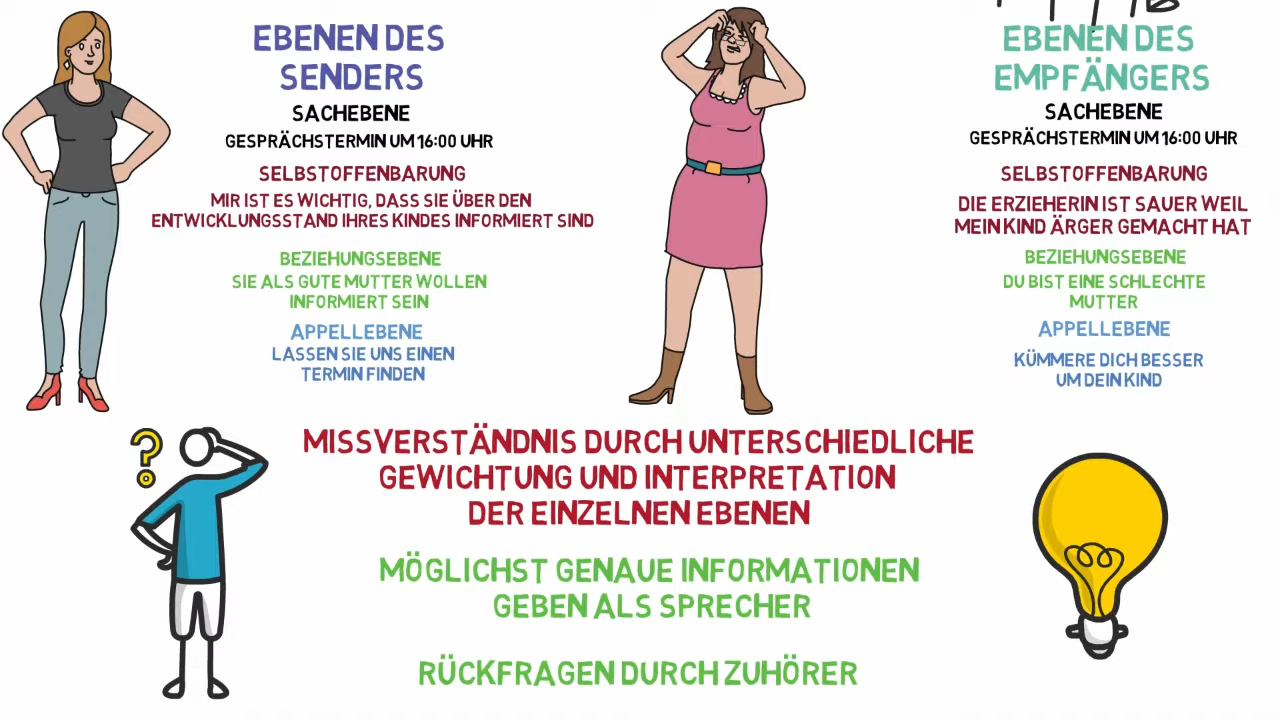 EBENEN DES
SENDERS
SACHEBENE
GESPRÄCHSTERMIN UM 16:00 UHR
SELBSTOFFENBARUNG
MIR IST ES WICHTIG, DASS SIE ÜBER DEN
ENTWICKLUNGSSTAND IHRES KINDES INFORMIERT SIND
BEZIEHUNGSEBENE
SIE ALS GUTE MUTTER WOLLEN
INFORMIERT SEIN
APPELLEBENE
LASSEN SIE UNS EINEN
TERMIN FINDEN
EBENEN DES
EMPFÄNGERS
SACHEBENE
GESPRÄCHSTERMIN UM 16:00 UHR
SELBSTOFFENBARUNG
DIE ERZIEHERIN IST SAUER WEIL
MEIN KIND ÄRGER GEMACHT HAT
BEZIEHUNGSEBENE
DU BIST EINE SCHLECHTE
MUTTER
APPELLEBENE
KÜMMERE DICH BESSER
UM DEIN KIND
?
MISSVERSTÄNDNIS DURCH UNTERSCHIEDLICHE
GEWICHTUNG UND INTERPRETATION
DER EINZELNEN EBENEN
MÖGLICHST GENAUE INFORMATIONEN
GEBEN ALS SPRECHER
RÜCKFRAGEN DURCH ZUHÖRER